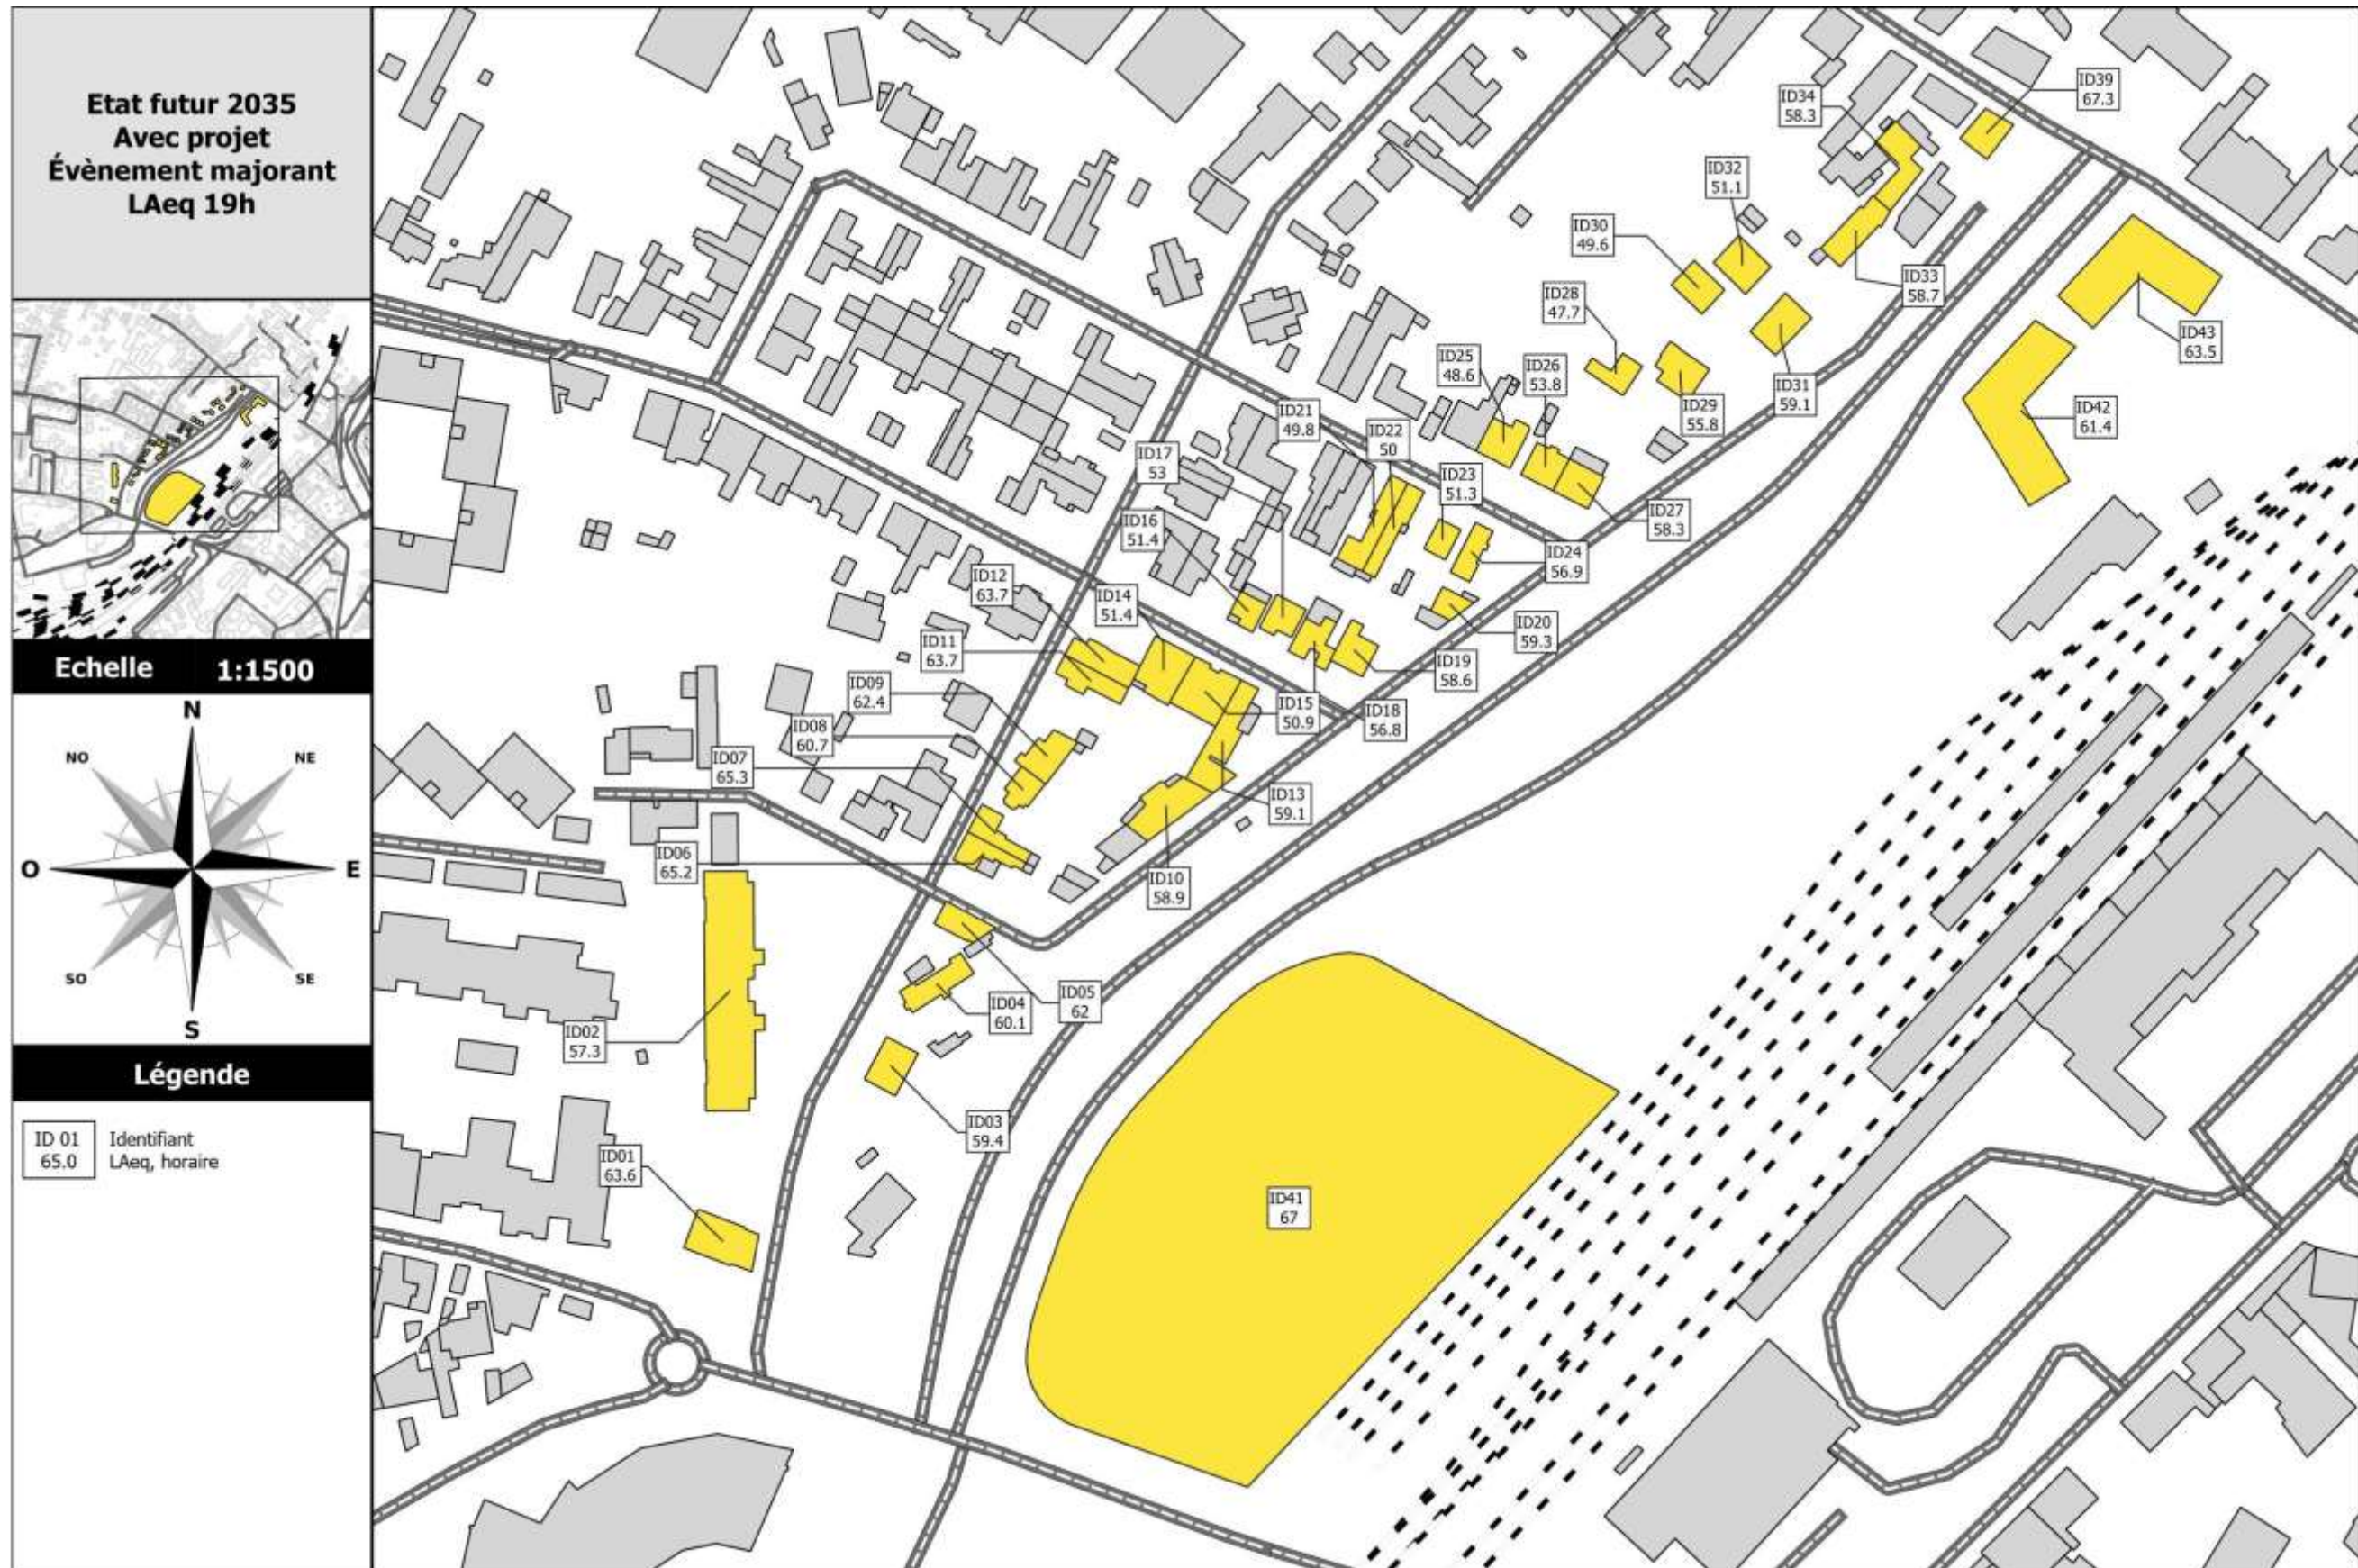 Etat futur 2035
Avec projet
Évènement majorant
LAeq 19h
Echelle 1:1500
N
NO
NE
O
E
SO
SE
S
Légende
ID 01
65.0
Identifiant
LAeq, horaire
ID39
67.3
ID34
58.3
ID32
51.1
ID30
49.6
ID33
58.7
ID28
47.7
ID43
63.5
ID25
48.6
ID26
53.8
ID31
59.1
ID29
55.8
ID42
61.4
ID21
49.8
ID22
50
ID17
53
ID23
51.3
ID27
58.3
ID16
51.4
ID24
56.9
ID12
63.7
ID14
51.4
ID20
59.3
ID11
63.7
ID19
58.6
ID09
62.4
ID15
50.9
ID18
56.8
ID08
60.7
ID07
65.3
ID13
59.1
ID06
65.2
ID10
58.9
ID05
62
ID04
60.1
ID02
57.3
ID03
59.4
ID01
63.6
ID41
67